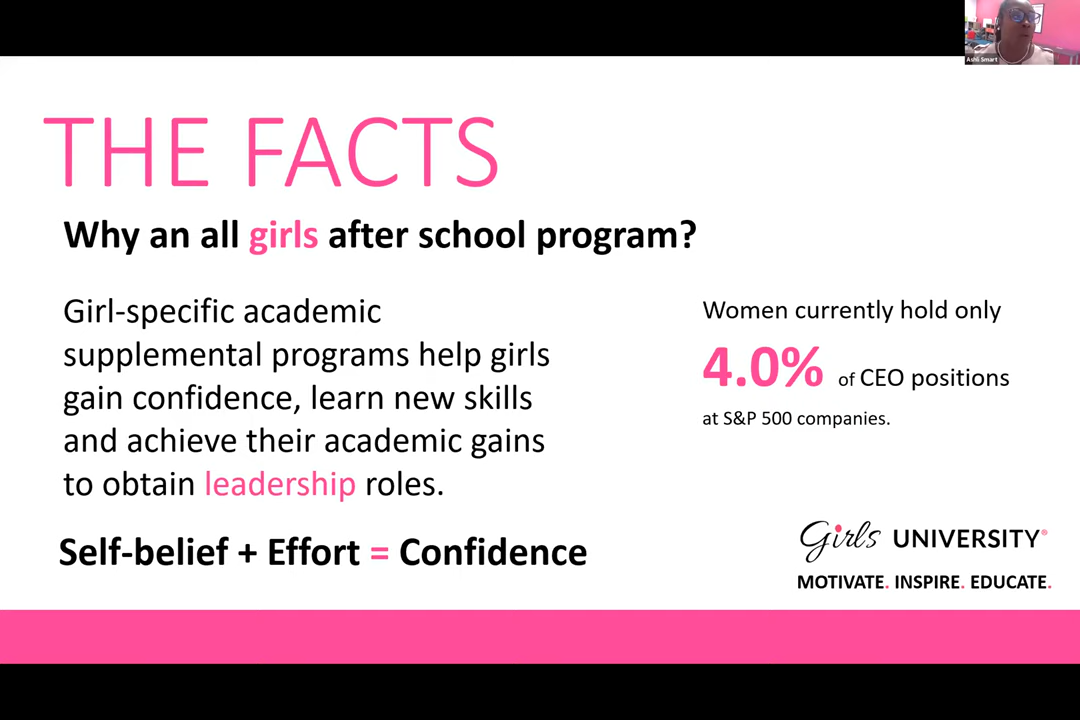 Ashli Smart
THE FACTS
Why an all girls after school program?
Girl-specific academic
supplemental programs help girls
gain confidence, learn new skills
and achieve their academic gains
to obtain leadership roles.
Self-belief + Effort = Confidence
Women currently hold only
4.0% of CEO positions
at S&P 500 companies.
Girls UNIVERSITY®
MOTIVATE. INSPIRE. EDUCATE.